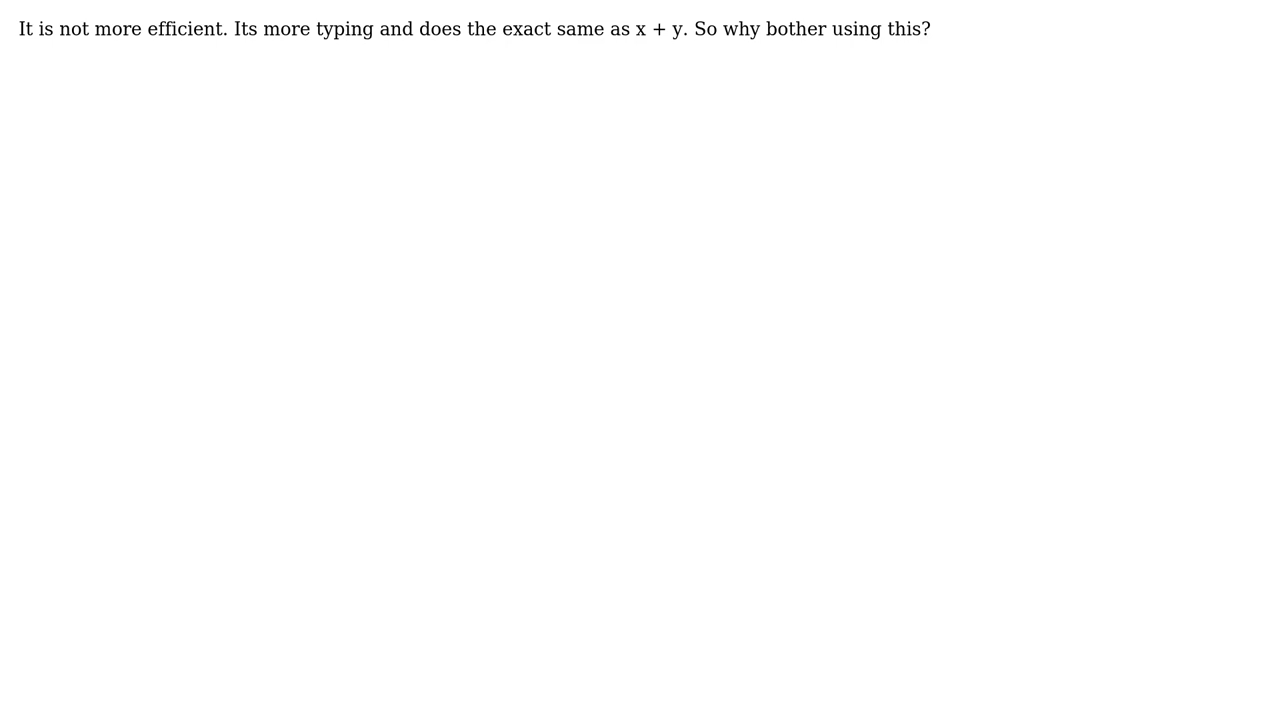 It is not more efficient. Its more typing and does the exact same as x + y. So why bother using this?